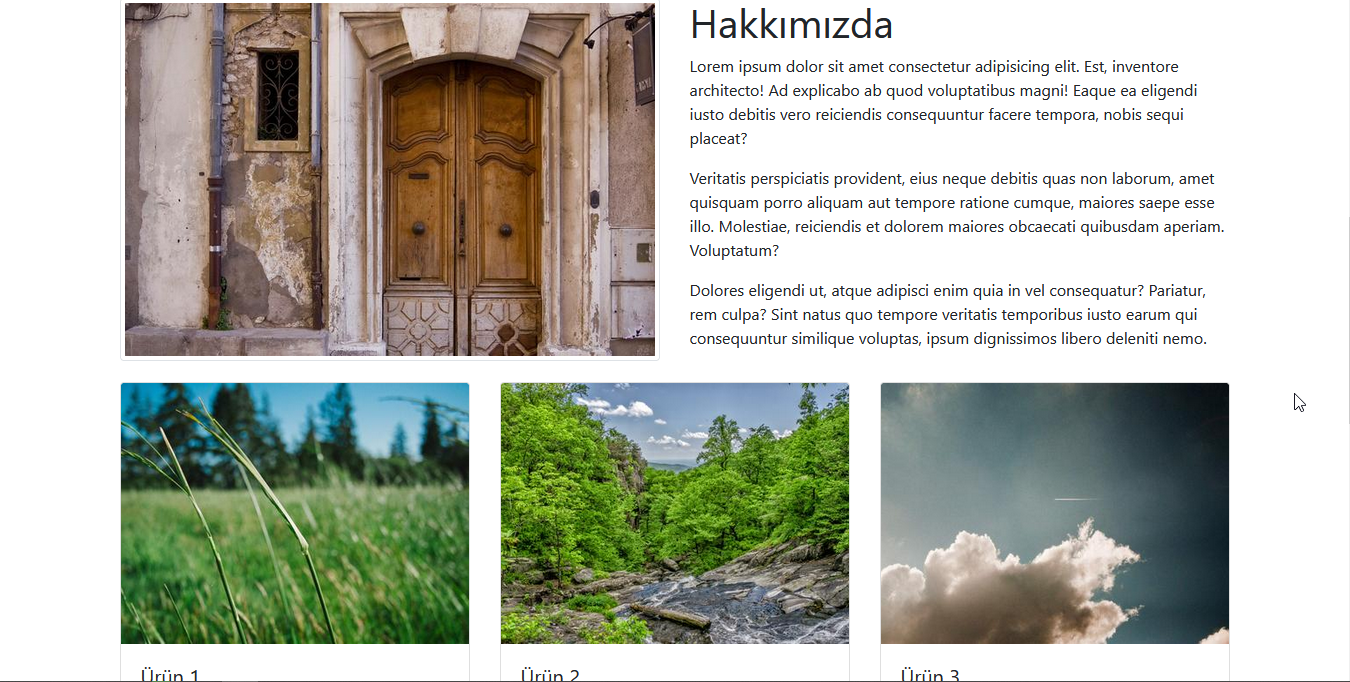 Hakkımızda
Lorem ipsum dolor sit amet consectetur adipisicing elit. Est, inventore
architecto! Ad explicabo ab quod voluptatibus magni! Eaque ea eligendi
iusto debitis vero reiciendis consequuntur facere tempora, nobis sequi
placeat?
Veritatis perspiciatis provident, eius neque debitis quas non laborum, amet
quisquam porro aliquam aut tempore ratione cumque, maiores saepe esse
illo. Molestiae, reiciendis et dolorem maiores obcaecati quibusdam aperiam.
Voluptatum?
Dolores eligendi ut, atque adipisci enim quia in vel consequatur? Pariatur,
rem culpa? Sint natus quo tempore veritatis temporibus iusto earum qui
consequuntur similique voluptas, ipsum dignissimos libero deleniti nemo.
Ürün 1
Ürün 2
Ürün 3